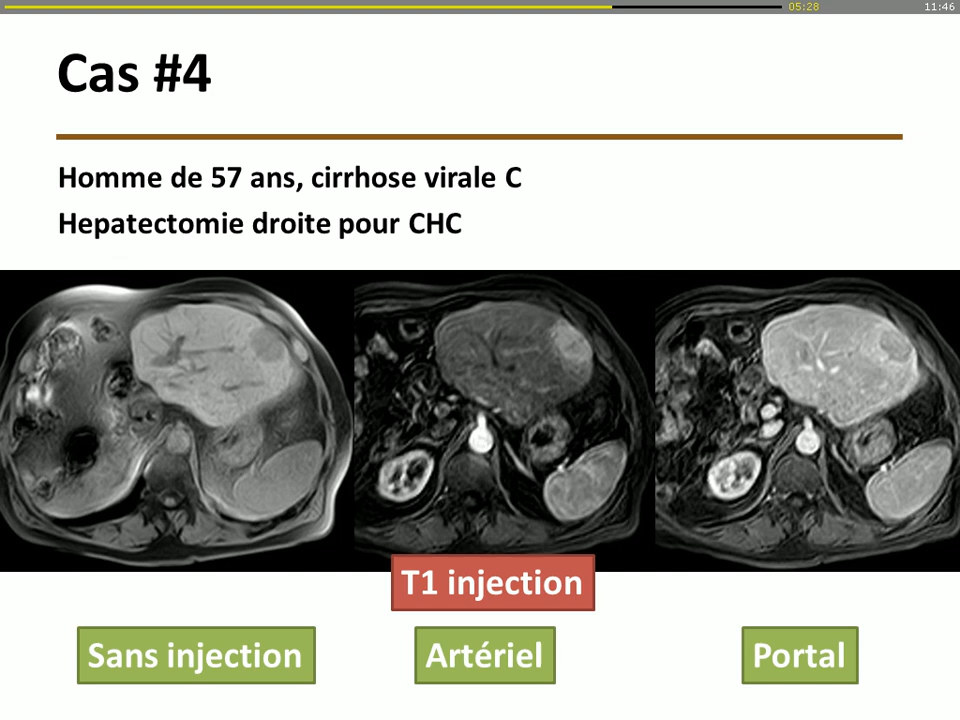 05:28
11:46
Cas #4
Homme de 57 ans, cirrhose virale C
Hepatectomie droite pour CHC
T1 injection
Sans injection
Artériel
Portal